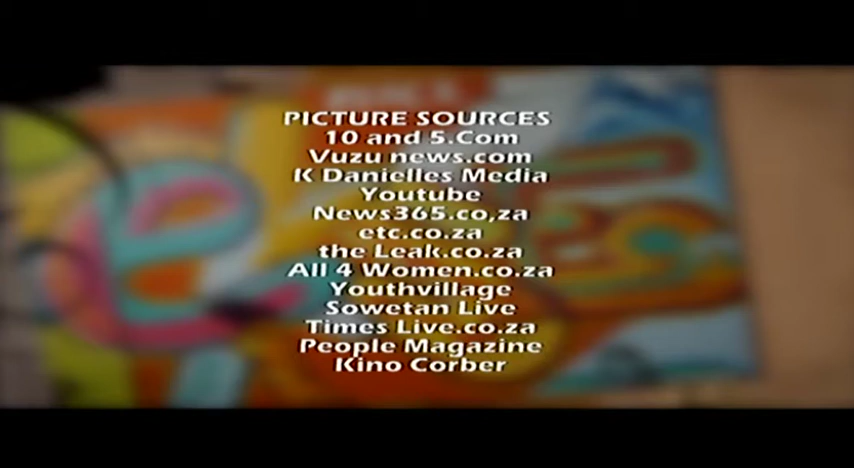 PICTURE SOURCES
10 and 5.Com
Vuzu news.com
K Danielles Media
Youtube
News365.co,za
etc.co.za
the Leak.co.za
All 4 Women.co.za
Youthvillage
Sowetan Live
Times Live.co.za
People Magazine
Kino Corber